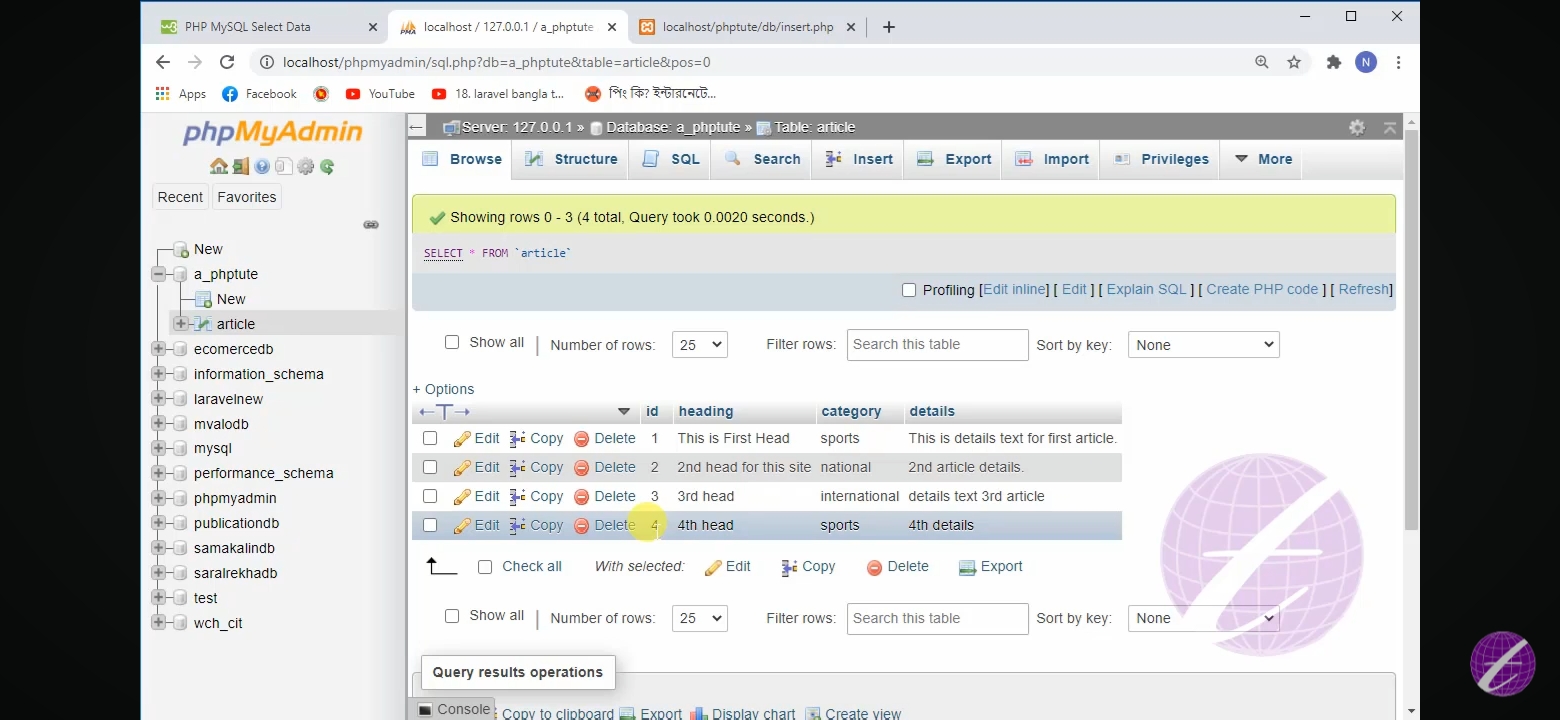 PHP MySQL Select Data
localhost / 127.0.0.1 / a_phptute
localhost/phptute/db/insert.php
localhost/phpmyadmin/sql.php?db=a_phptute&table=article&pos=0
N
Apps Facebook YouTube 18. laravel bangla t... পিং কি? ইন্টারনেটে...
phpMyAdmin
Recent Favorites
New
a_phptute
New
article
ecomercedb
information_schema
laravelnew
mvalodb
mysql
performance_schema
phpmyadmin
publicationdb
samakalindb
saralrekhadb
test
wch_cit
Server: 127.0.0.1 » Database: a_phptute » Table: article
Browse Structure SQL Search Insert Export Import Privileges More
Showing rows 0 - 3 (4 total, Query took 0.0020 seconds.)
SELECT * FROM `article`
Profiling [Edit inline] [ Edit ] [ Explain SQL ] [ Create PHP code ] [ Refresh]
Show all | Number of rows: 25 Filter rows: Search this table Sort by key: None
+ Options
←T→ id heading category details
Edit Copy Delete 1 This is First Head sports This is details text for first article.
Edit Copy Delete 2 2nd head for this site national 2nd article details.
Edit Copy Delete 3 3rd head international details text 3rd article
Edit Copy Delete 4 4th head sports 4th details
Check all With selected: Edit Copy Delete Export
Show all | Number of rows: 25 Filter rows: Search this table Sort by key: None
Query results operations
Console Copy to clipboard Export Display chart Create view